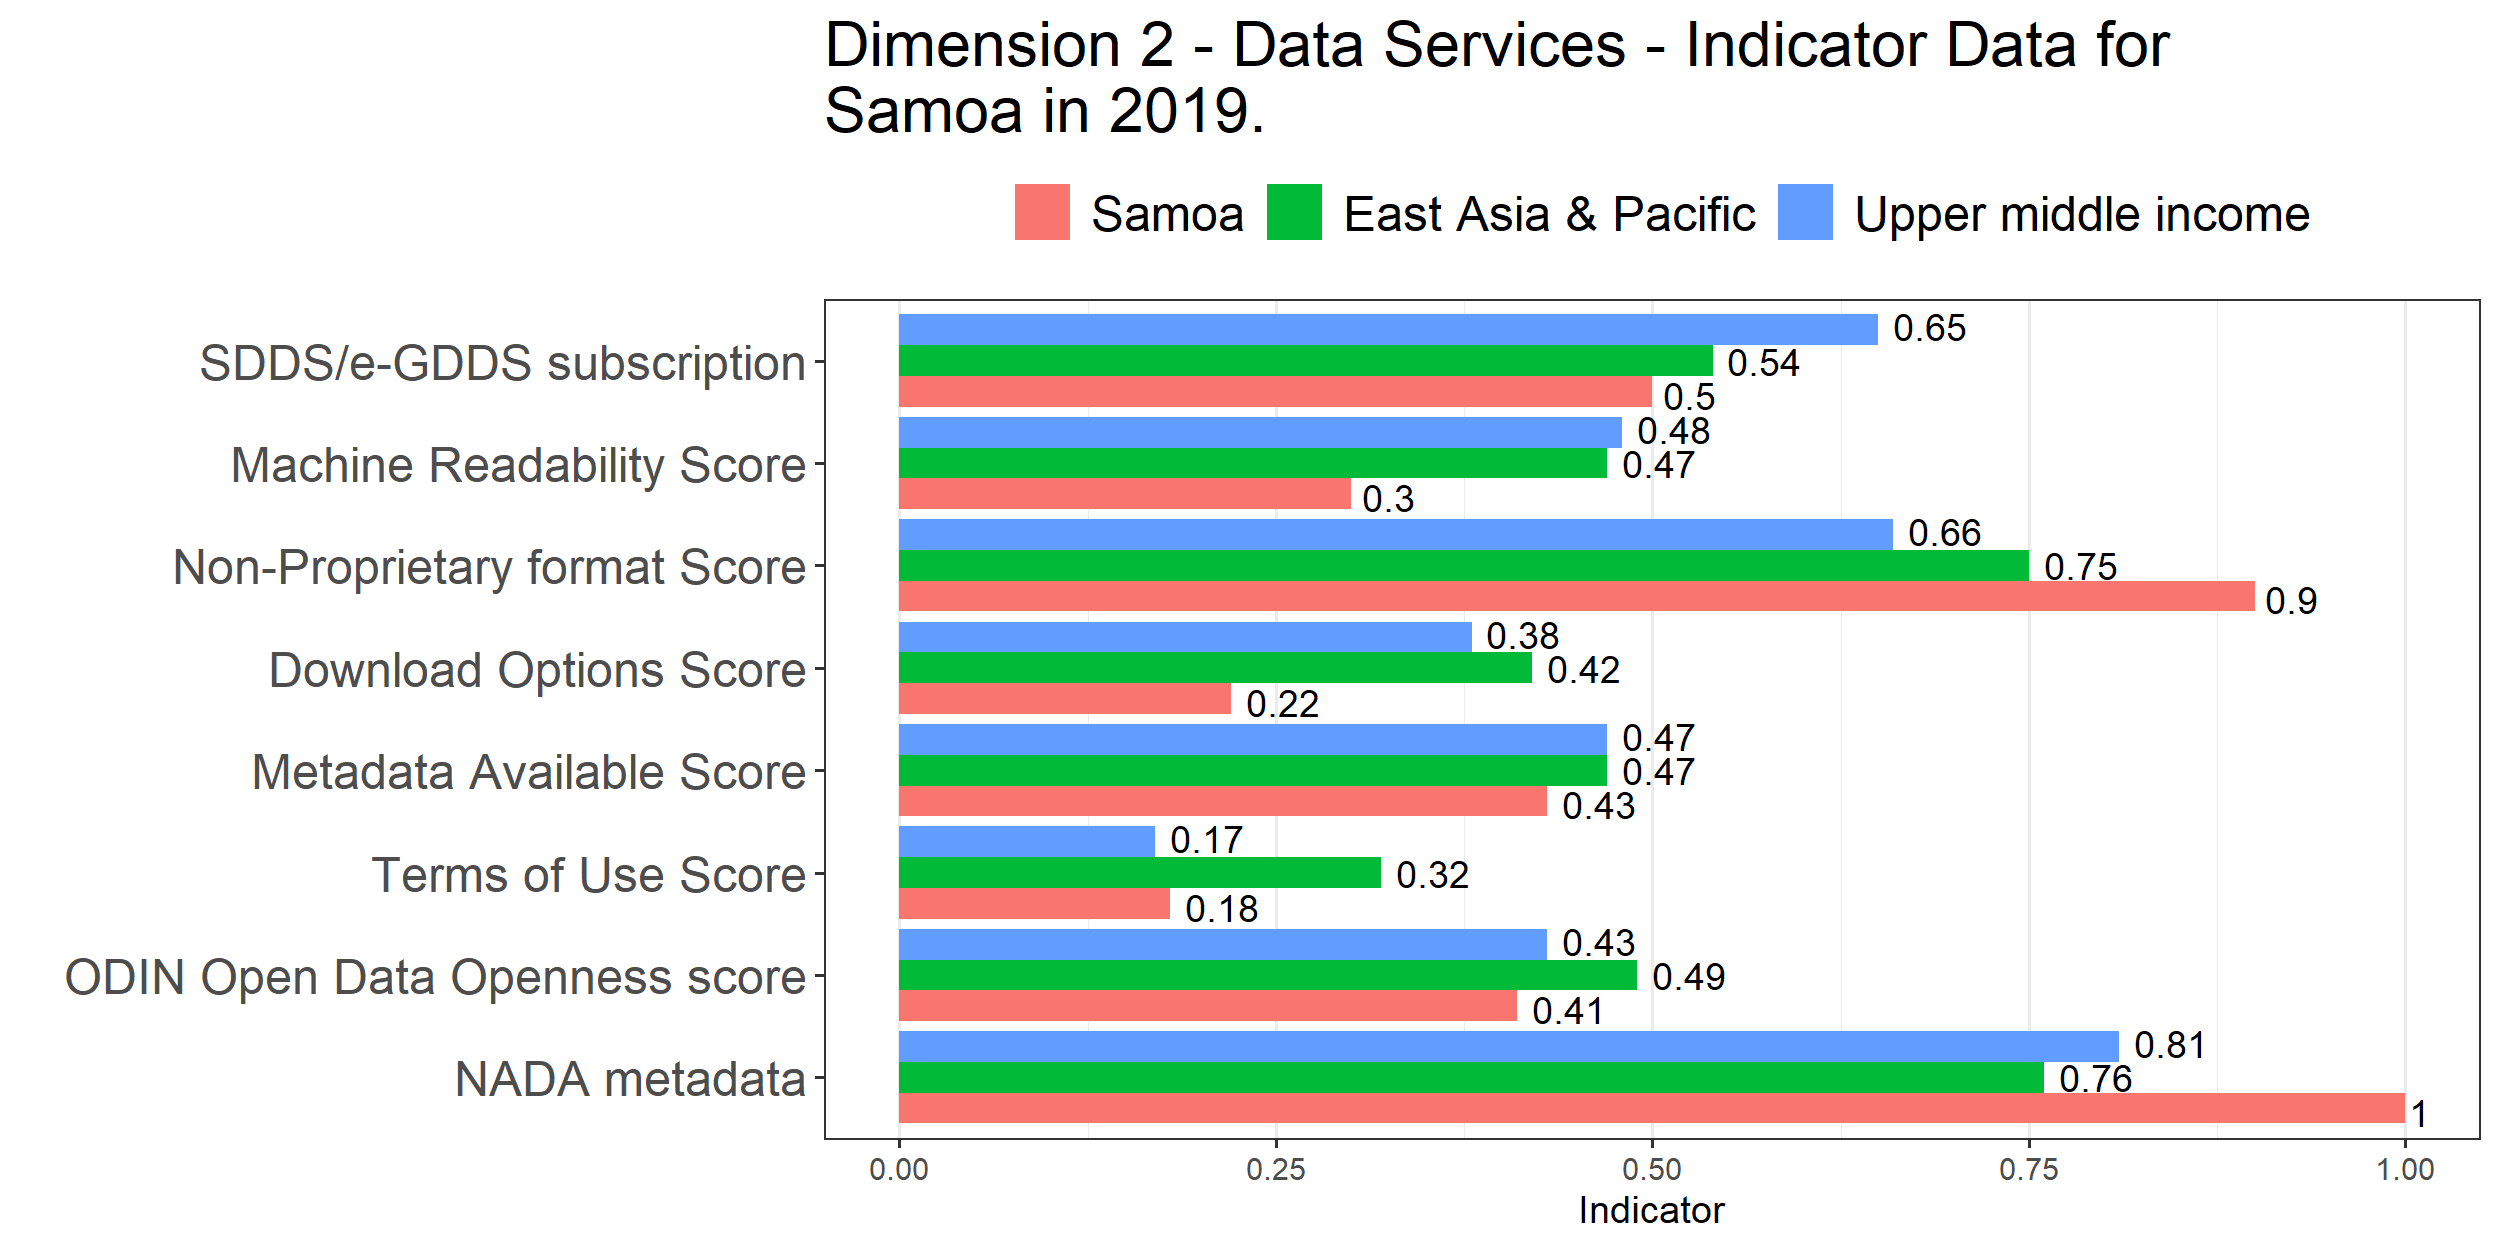 Dimension 2 - Data Services - Indicator Data for
Samoa in 2019.
Samoa East Asia & Pacific Upper middle income
SDDS/e-GDDS subscription
0.65
0.54
0.5
Machine Readability Score
0.48
0.47
0.3
Non-Proprietary format Score
0.66
0.75
0.9
Download Options Score
0.38
0.42
0.22
Metadata Available Score
0.47
0.47
0.43
Terms of Use Score
0.17
0.32
0.18
ODIN Open Data Openness score
0.43
0.49
0.41
NADA metadata
0.81
0.76
1
0.00 0.25 0.50 0.75 1.00
Indicator